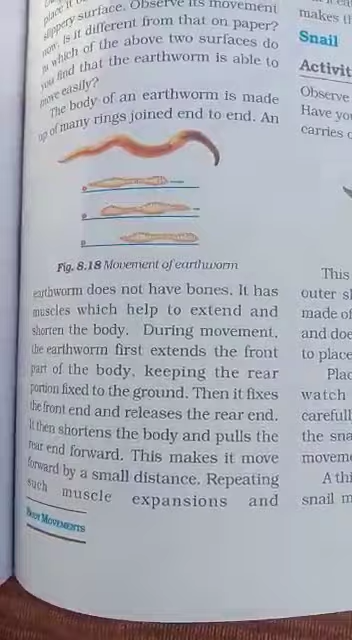 place it
slippery surface. Observe its movement
now. Is it different from that on paper?
In which of the above two surfaces do
you find that the earthworm is able to
move easily?
The body of an earthworm is made
up of many rings joined end to end. An
Fig. 8.18 Movement of earthworm
earthworm does not have bones. It has
muscles which help to extend and
shorten the body. During movement,
the earthworm first extends the front
part of the body, keeping the rear
portion fixed to the ground. Then it fixes
the front end and releases the rear end.
It then shortens the body and pulls the
rear end forward. This makes it move
forward by a small distance. Repeating
such muscle expansions and
BODY MOVEMENTS
makes th
Snail
Activit
Observe
Have you
carries
This
outer sh
made of
and doe
to place
Plac
watch
carefull
the sna
moveme
A thi
snail m